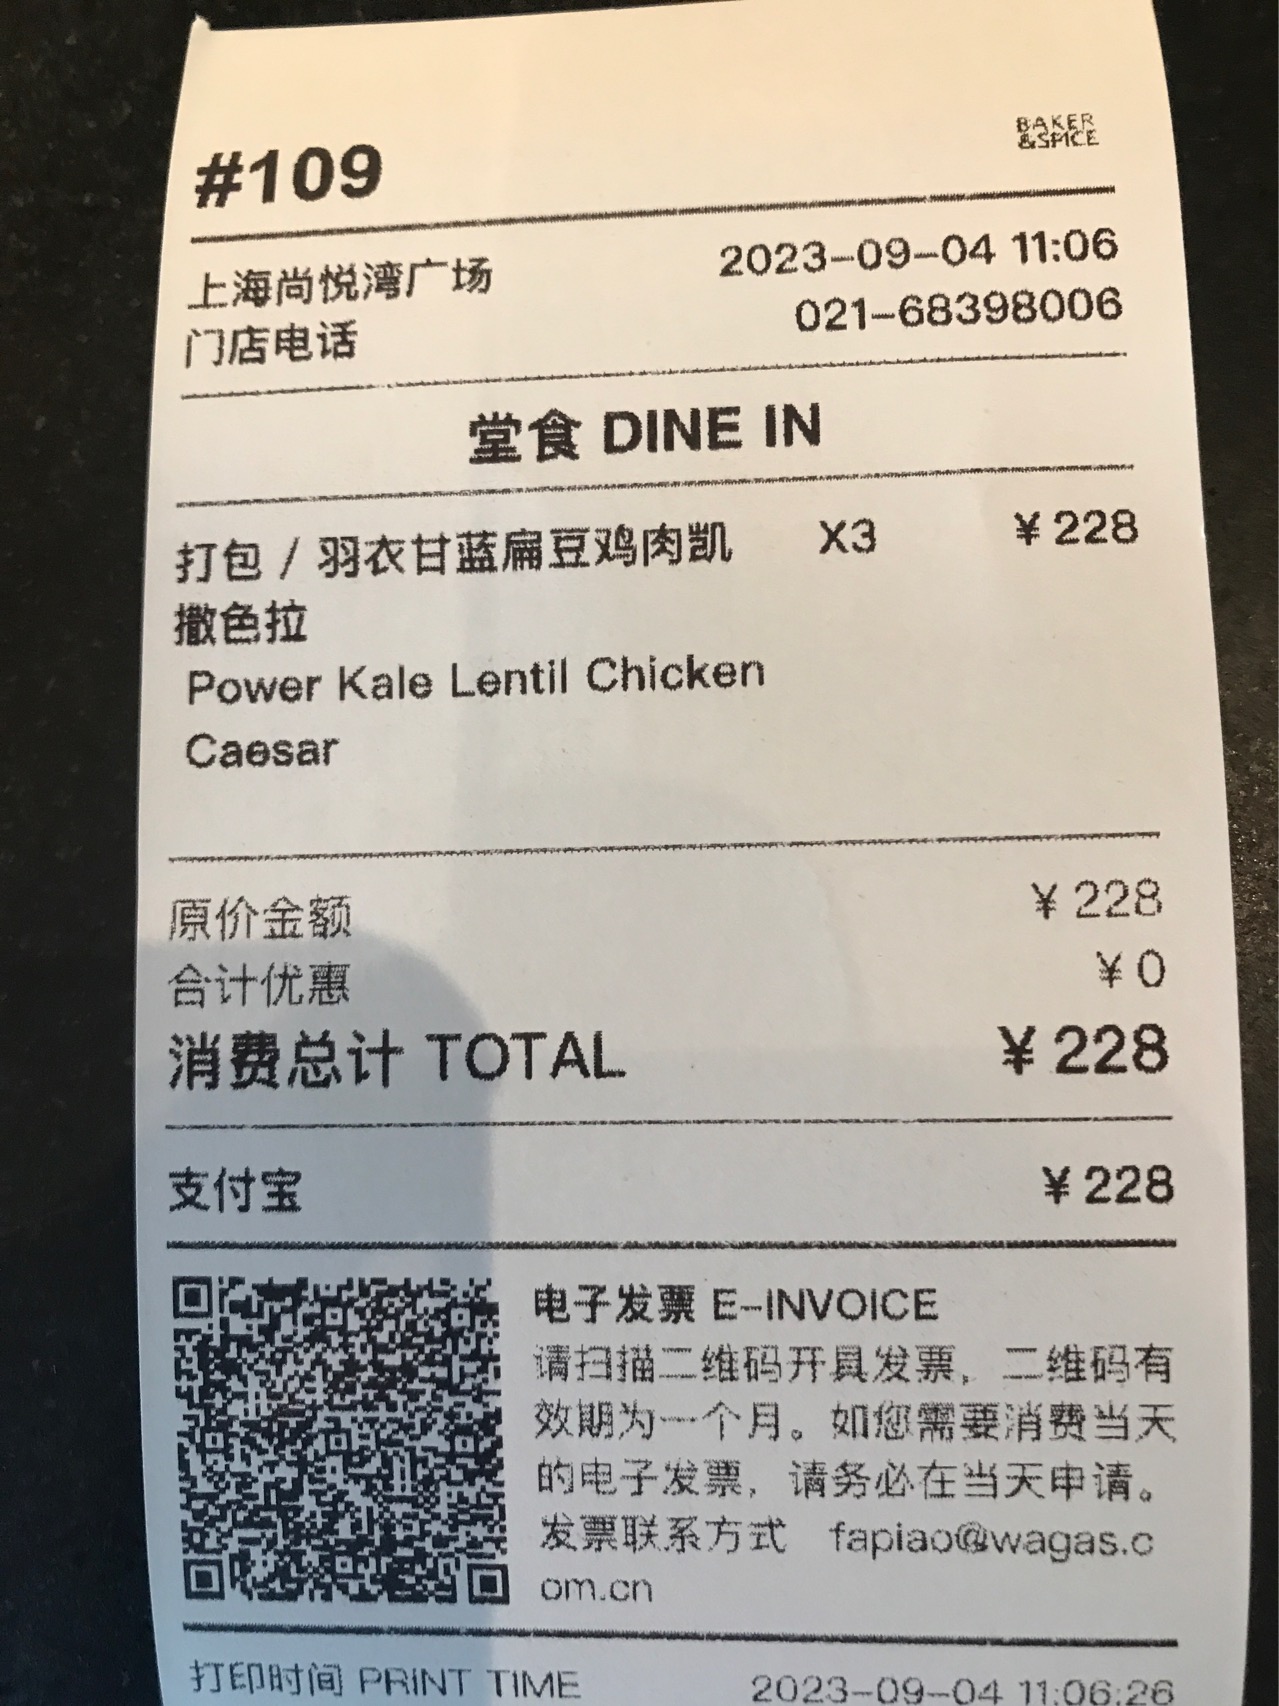 BAKER
&SPICE
#109
上海尚悦湾广场 2023-09-04 11:06
门店电话 021-68398006
堂食 DINE IN
打包 / 羽衣甘蓝扁豆鸡肉凯 X3 ¥228
撒色拉
Power Kale Lentil Chicken
Caesar
原价金额 ¥228
合计优惠 ¥0
消费总计 TOTAL ¥228
支付宝 ¥228
电子发票 E-INVOICE
请扫描二维码开具发票，二维码有
效期为一个月。如您需要消费当天
的电子发票，请务必在当天申请。
发票联系方式 fapiao@wagas.c
om.cn
打印时间 PRINT TIME 2023-09-04 11:06:26